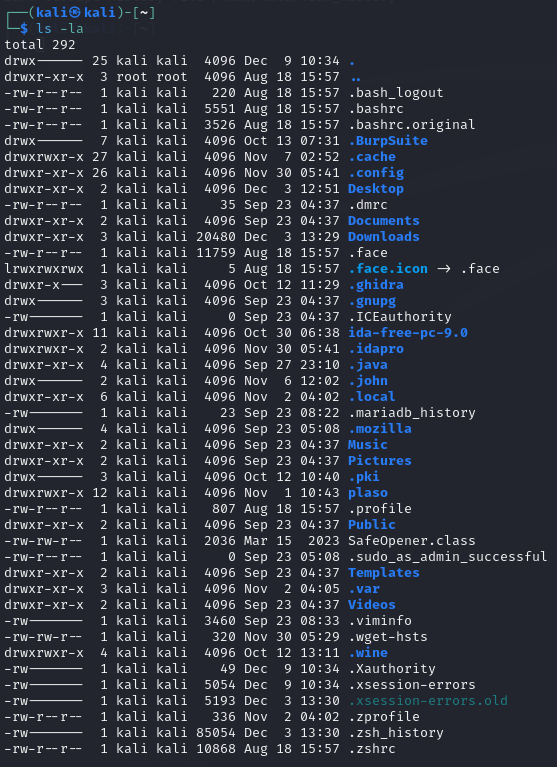 ┌──(kali㉿kali)-[~]
└─$ ls -la
total 292
drwx------ 25 kali kali  4096 Dec  9 10:34 .
drwxr-xr-x  3 root root  4096 Aug 18 15:57 ..
-rw-r--r--  1 kali kali   220 Aug 18 15:57 .bash_logout
-rw-r--r--  1 kali kali  5551 Aug 18 15:57 .bashrc
-rw-r--r--  1 kali kali  3526 Aug 18 15:57 .bashrc.original
drwx------  7 kali kali  4096 Oct 13 07:31 .BurpSuite
drwxrwxr-x 27 kali kali  4096 Nov  7 02:52 .cache
drwxr-xr-x 26 kali kali  4096 Nov 30 05:41 .config
drwxr-xr-x  2 kali kali  4096 Dec  3 12:51 Desktop
-rw-r--r--  1 kali kali    35 Sep 23 04:37 .dmrc
drwxr-xr-x  2 kali kali  4096 Sep 23 04:37 Documents
drwxr-xr-x  3 kali kali 20480 Dec  3 13:29 Downloads
-rw-r--r--  1 kali kali 11759 Aug 18 15:57 .face
lrwxrwxrwx  1 kali kali     5 Aug 18 15:57 .face.icon -> .face
drwxr-x---  3 kali kali  4096 Oct 12 11:29 .ghidra
drwx------  3 kali kali  4096 Sep 23 04:37 .gnupg
-rw-------  1 kali kali     0 Sep 23 04:37 .ICEauthority
drwxrwxr-x 11 kali kali  4096 Oct 30 06:38 ida-free-pc-9.0
drwxrwxr-x  2 kali kali  4096 Nov 30 05:41 .idapro
drwxr-xr-x  4 kali kali  4096 Sep 27 23:10 .java
drwx------  2 kali kali  4096 Nov  6 12:02 .john
drwxr-xr-x  6 kali kali  4096 Nov  2 04:02 .local
-rw-------  1 kali kali    23 Sep 23 08:22 .mariadb_history
drwx------  4 kali kali  4096 Sep 23 05:08 .mozilla
drwxr-xr-x  2 kali kali  4096 Sep 23 04:37 Music
drwxr-xr-x  2 kali kali  4096 Sep 23 04:37 Pictures
drwx------  3 kali kali  4096 Oct 12 10:40 .pki
drwxrwxr-x 12 kali kali  4096 Nov  1 10:43 plaso
-rw-r--r--  1 kali kali   807 Aug 18 15:57 .profile
drwxr-xr-x  2 kali kali  4096 Sep 23 04:37 Public
-rw-rw-r--  1 kali kali  2036 Mar 15  2023 SafeOpener.class
-rw-r--r--  1 kali kali     0 Sep 23 05:08 .sudo_as_admin_successful
drwxr-xr-x  2 kali kali  4096 Sep 23 04:37 Templates
drwxr-xr-x  3 kali kali  4096 Nov  2 04:05 .var
drwxr-xr-x  2 kali kali  4096 Sep 23 04:37 Videos
-rw-------  1 kali kali  3460 Sep 23 08:33 .viminfo
-rw-rw-r--  1 kali kali   320 Nov 30 05:29 .wget-hsts
drwxrwxr-x  4 kali kali  4096 Oct 12 13:11 .wine
-rw-------  1 kali kali    49 Dec  9 10:34 .Xauthority
-rw-------  1 kali kali  5054 Dec  9 10:34 .xsession-errors
-rw-------  1 kali kali  5193 Dec  3 13:30 .xsession-errors.old
-rw-r--r--  1 kali kali   336 Nov  2 04:02 .zprofile
-rw-------  1 kali kali 85054 Dec  3 13:30 .zsh_history
-rw-r--r--  1 kali kali 10868 Aug 18 15:57 .zshrc